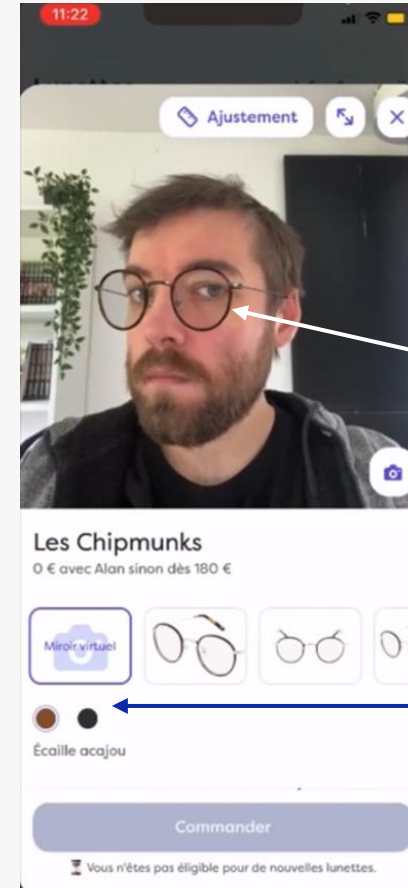 11:22
Ajustement
Les Chipmunks
0 € avec Alan sinon dès 180 €
Miroir virtuel
Écaille acajou
Commander
⏳ Vous n'êtes pas éligible pour de nouvelles lunettes.